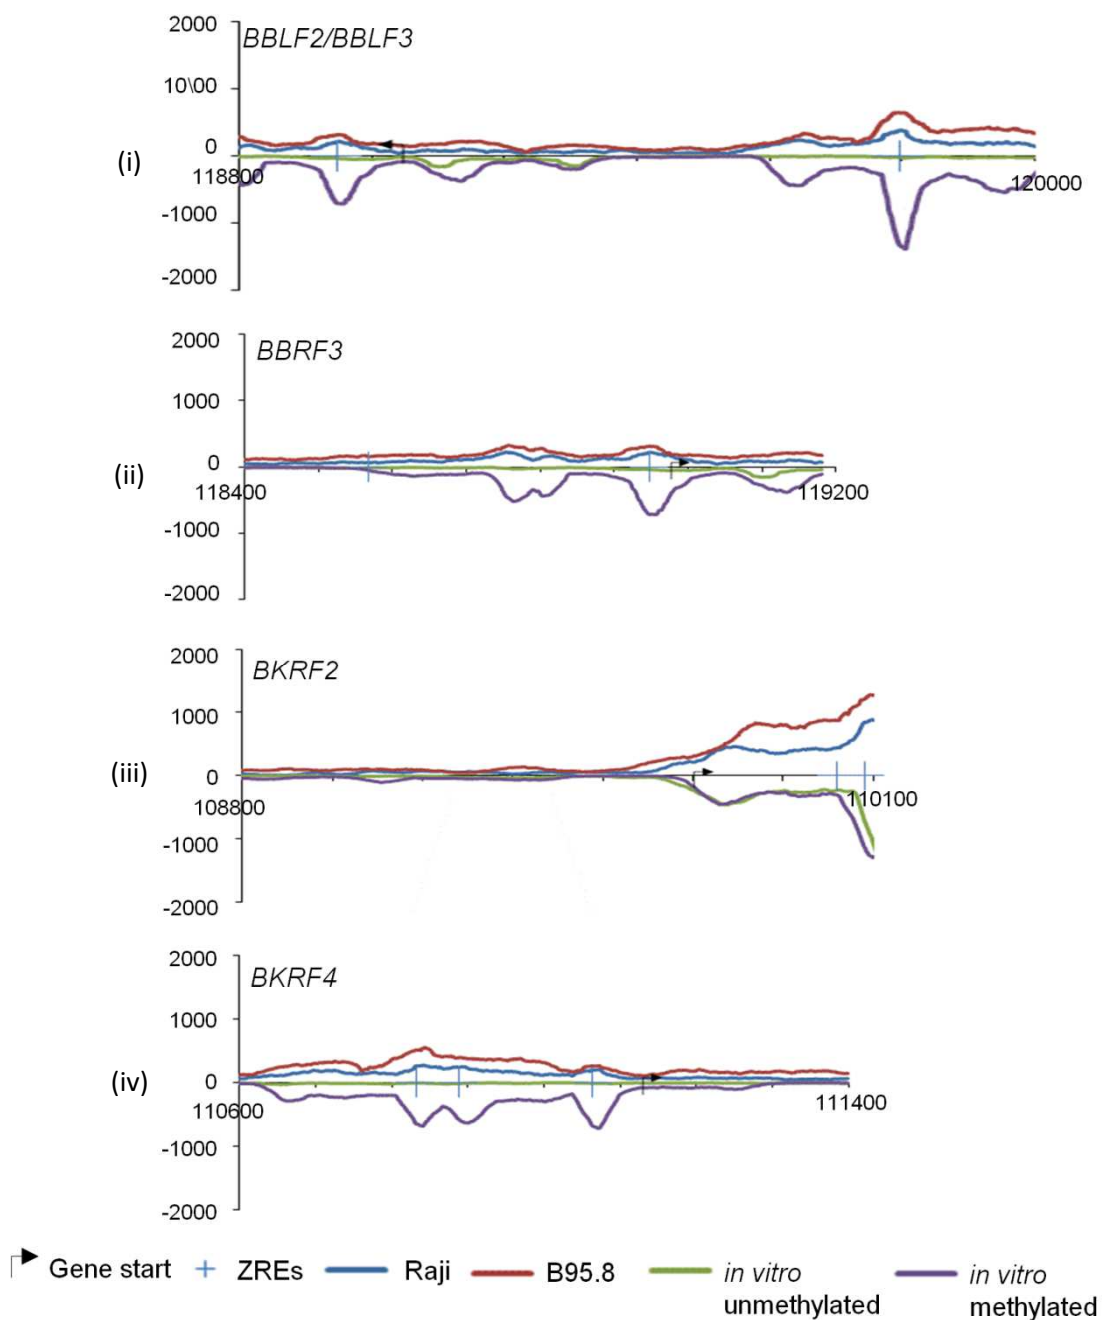 2000
BBLF2/BBLF3
10\00
0
(i)
118800
120000
-1000
-2000
2000
BBRF3
1000
0
(ii)
118400
119200
-1000
-2000
2000
BKRF2
1000
(iii)
0
108800
110100
-1000
-2000
2000
BKRF4
1000
(iv)
0
110600
111400
-1000
-2000
Gene start
ZREs
Raji
B95.8
in vitro unmethylated
in vitro methylated